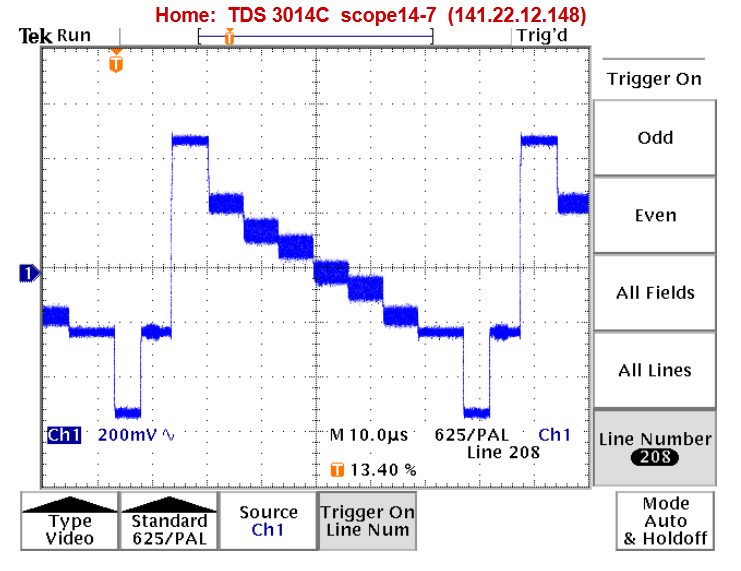 Home: TDS 3014C scope14-7 (141.22.12.148)
Tek Run
Trig'd
T
T
Trigger On
Odd
Even
1
All Fields
All Lines
Ch1 200mV∿ M 10.0µs 625/PAL Ch1
Line 208
T 13.40 %
Line Number
208
Type
Video
Standard
625/PAL
Source
Ch1
Trigger On
Line Num
Mode
Auto
& Holdoff